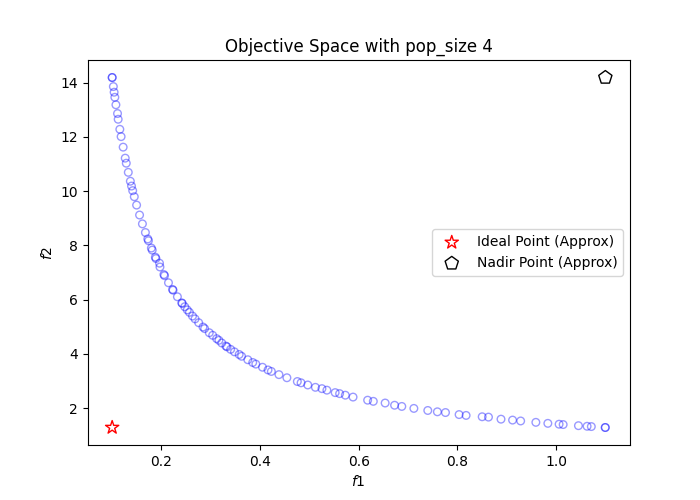 Objective Space with pop_size 4
14
12
10
8
6
4
2
f2
Ideal Point (Approx)
Nadir Point (Approx)
0.2 0.4 0.6 0.8 1.0
f1